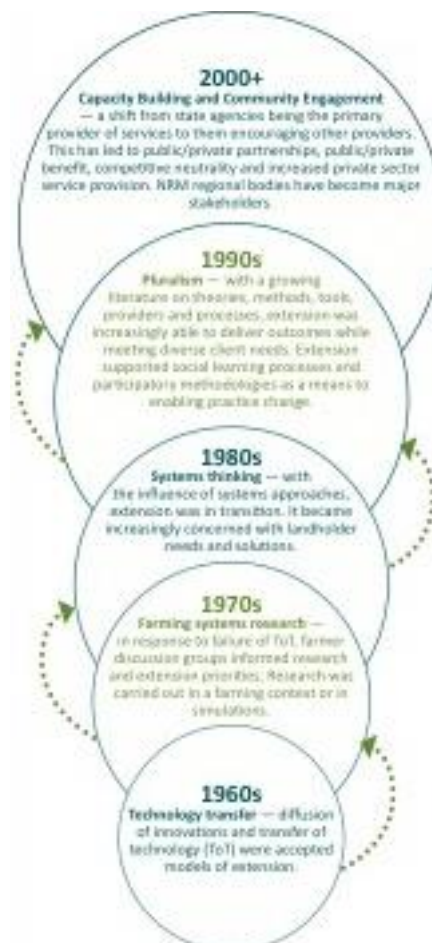 2000+
Capacity Building and Community Engagement
— a shift from state agencies being the primary
provider of services to them encouraging other providers.
This has led to public/private partnerships, public/private
benefit, competitive neutrality and increased private sector
service provision. NRM regional bodies have become major
stakeholders
1990s
Pluralism — with a growing
literature on theories, methods, tools,
providers and processes, extension was
increasingly able to deliver outcomes while
meeting diverse client needs. Extension
supported social learning processes and
participatory methodologies as a means to
enabling practice change.
1980s
Systems thinking — with
the influence of systems approaches,
extension was in transition. It became
increasingly concerned with landholder
needs and solutions.
1970s
Farming systems research —
in response to failure of ToT, farmer
discussion groups informed research
and extension priorities. Research was
carried out in a farming context or in
simulations.
1960s
Technology transfer — diffusion
of innovations and transfer of
technology (ToT) were accepted
models of extension.